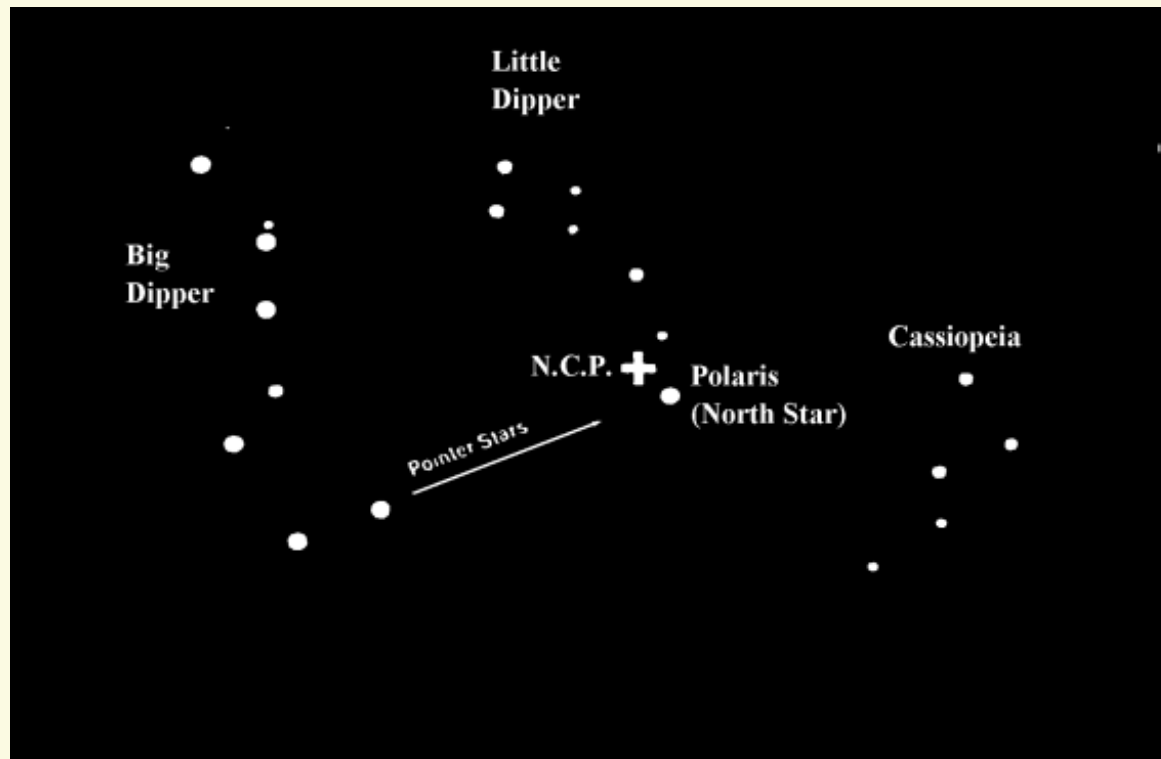 Little
Dipper
Big
Dipper
Cassiopeia
N.C.P.
Polaris
(North Star)
Pointer Stars